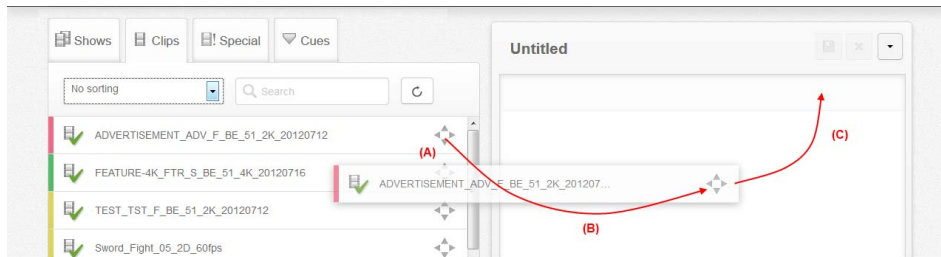 Shows Clips Special Cues
Untitled
No sorting Search
ADVERTISEMENT_ADV_F_BE_51_2K_20120712
(A)
(C)
FEATURE-4K_FTR_S_BE_51_4K_20120716
ADVERTISEMENT_ADV_F_BE_51_2K_201207...
TEST_TST_F_BE_51_2K_20120712
(B)
Sword_Fight_05_2D_60fps